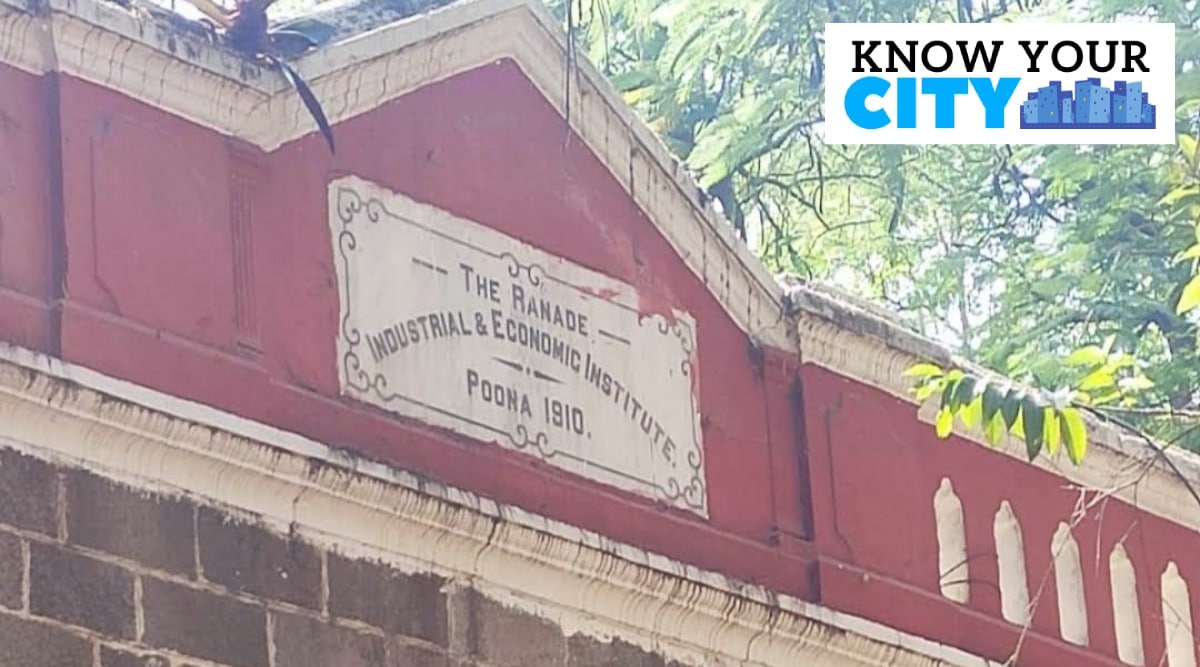 KNOW YOUR
CITY
THE RANADE
INDUSTRIAL & ECONOMIC INSTITUTE.
POONA 1910.